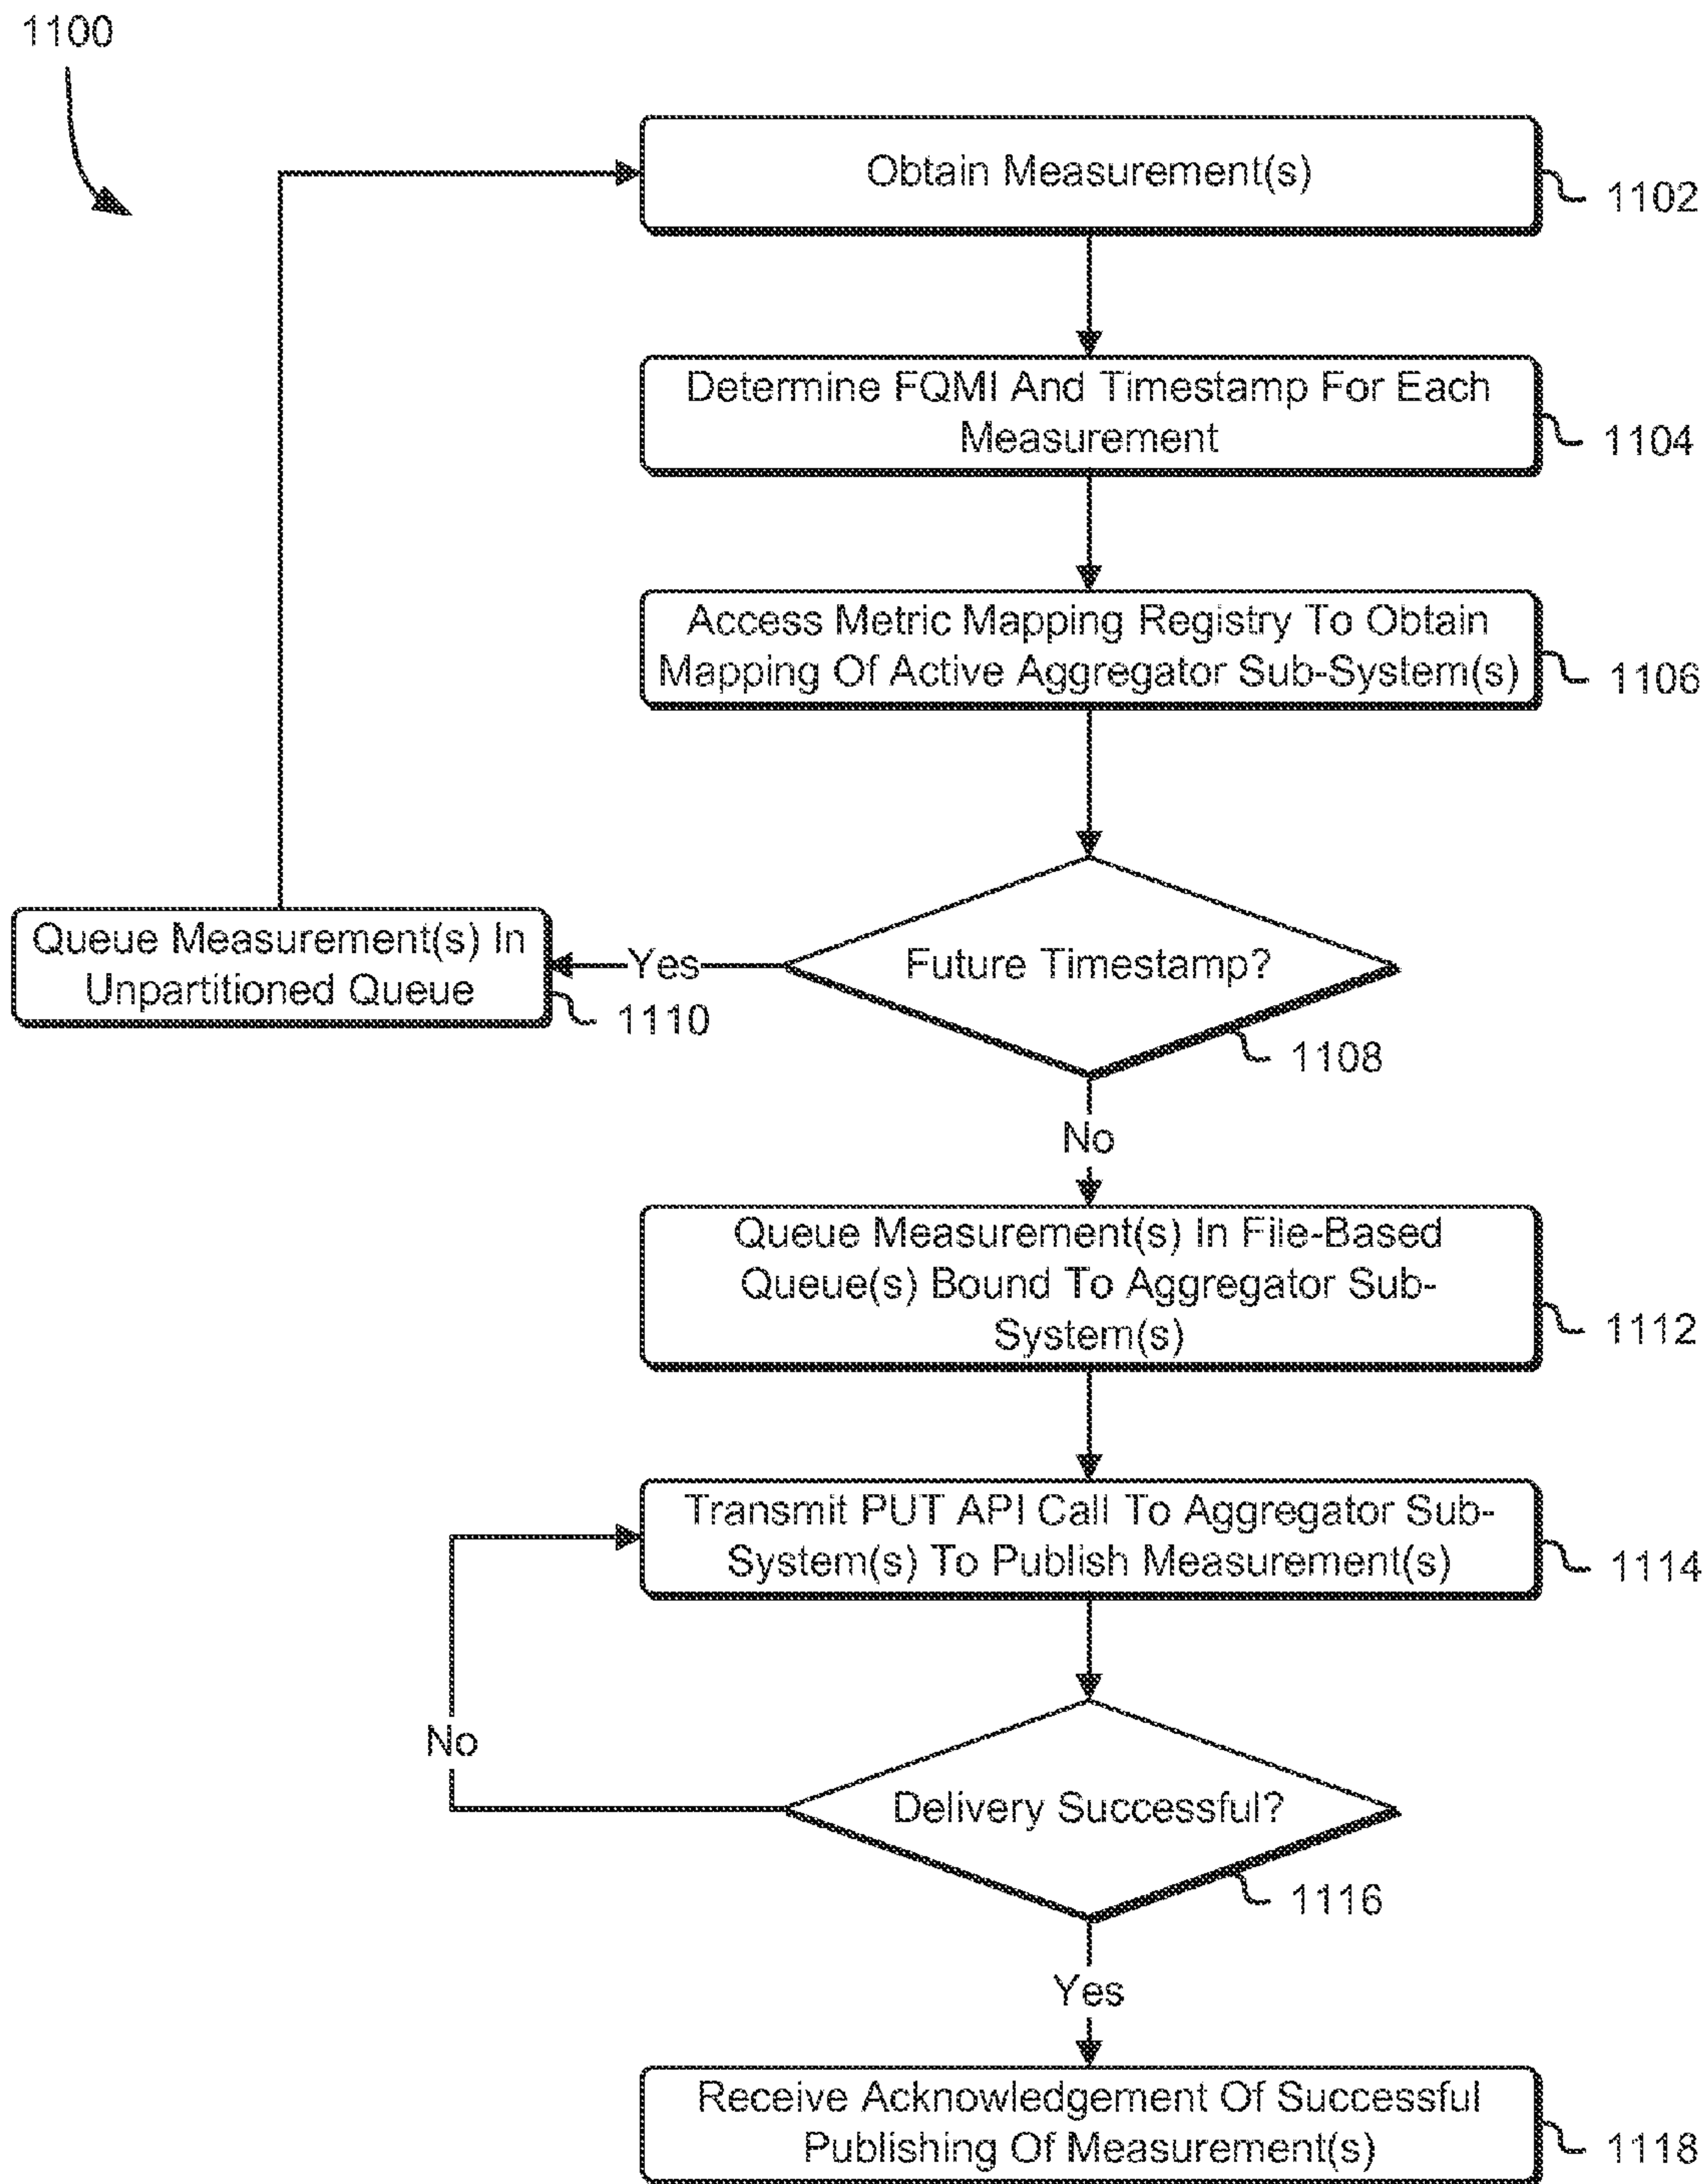 1100
Obtain Measurement(s)
1102
Determine FQMI And Timestamp For Each
Measurement
1104
Access Metric Mapping Registry To Obtain
Mapping Of Active Aggregator Sub-System(s)
1106
Future Timestamp?
1108
Yes
Queue Measurement(s) In
Unpartitioned Queue
1110
No
Queue Measurement(s) In File-Based
Queue(s) Bound To Aggregator Sub-
System(s)
1112
Transmit PUT API Call To Aggregator Sub-
System(s) To Publish Measurement(s)
1114
No
Delivery Successful?
1116
Yes
Receive Acknowledgement Of Successful
Publishing Of Measurement(s)
1118